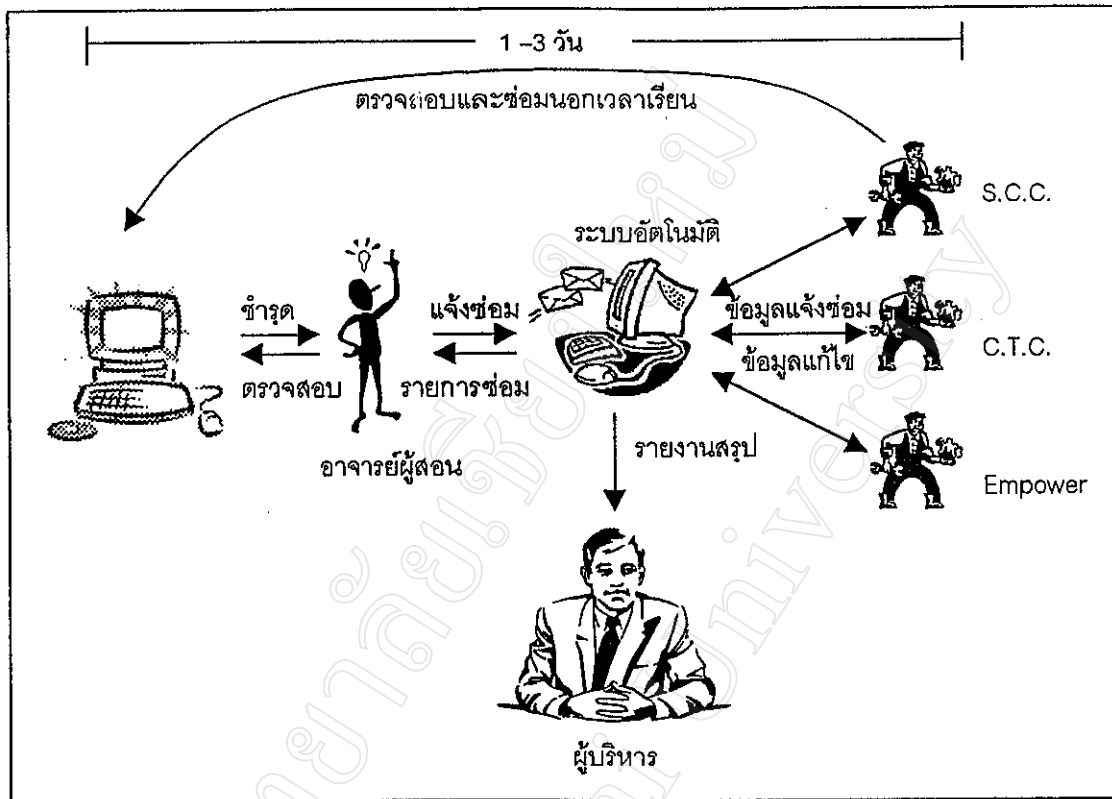 1 –3 วัน
ตรวจสอบและซ่อมนอกเวลาเรียน
S.C.C.
ระบบอัตโนมัติ
ชำรุด
แจ้งซ่อม
ข้อมูลแจ้งซ่อม
C.T.C.
ตรวจสอบ
รายการซ่อม
ข้อมูลแก้ไข
อาจารย์ผู้สอน
รายงานสรุป
Empower
ผู้บริหาร
University